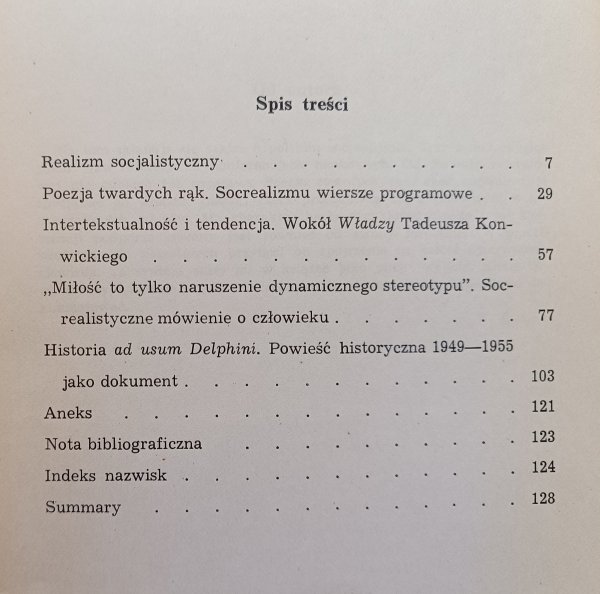 Spis treści
Realizm socjalistyczny . . . . . . . . . . 7
Poezja twardych rąk. Socrealizmu wiersze programowe . . 29
Intertekstualność i tendencja. Wokół Władzy Tadeusza Kon-
wickiego . . . . . . . . . . . . . 57
„Miłość to tylko naruszenie dynamicznego stereotypu”. Soc-
realistyczne mówienie o człowieku . . . . . . . 77
Historia ad usum Delphini. Powieść historyczna 1949—1955
jako dokument . . . . . . . . . . . . 103
Aneks . . . . . . . . . . . . . . 121
Nota bibliograficzna . . . . . . . . . . 123
Indeks nazwisk . . . . . . . . . . . . 124
Summary . . . . . . . . . . . . . 128